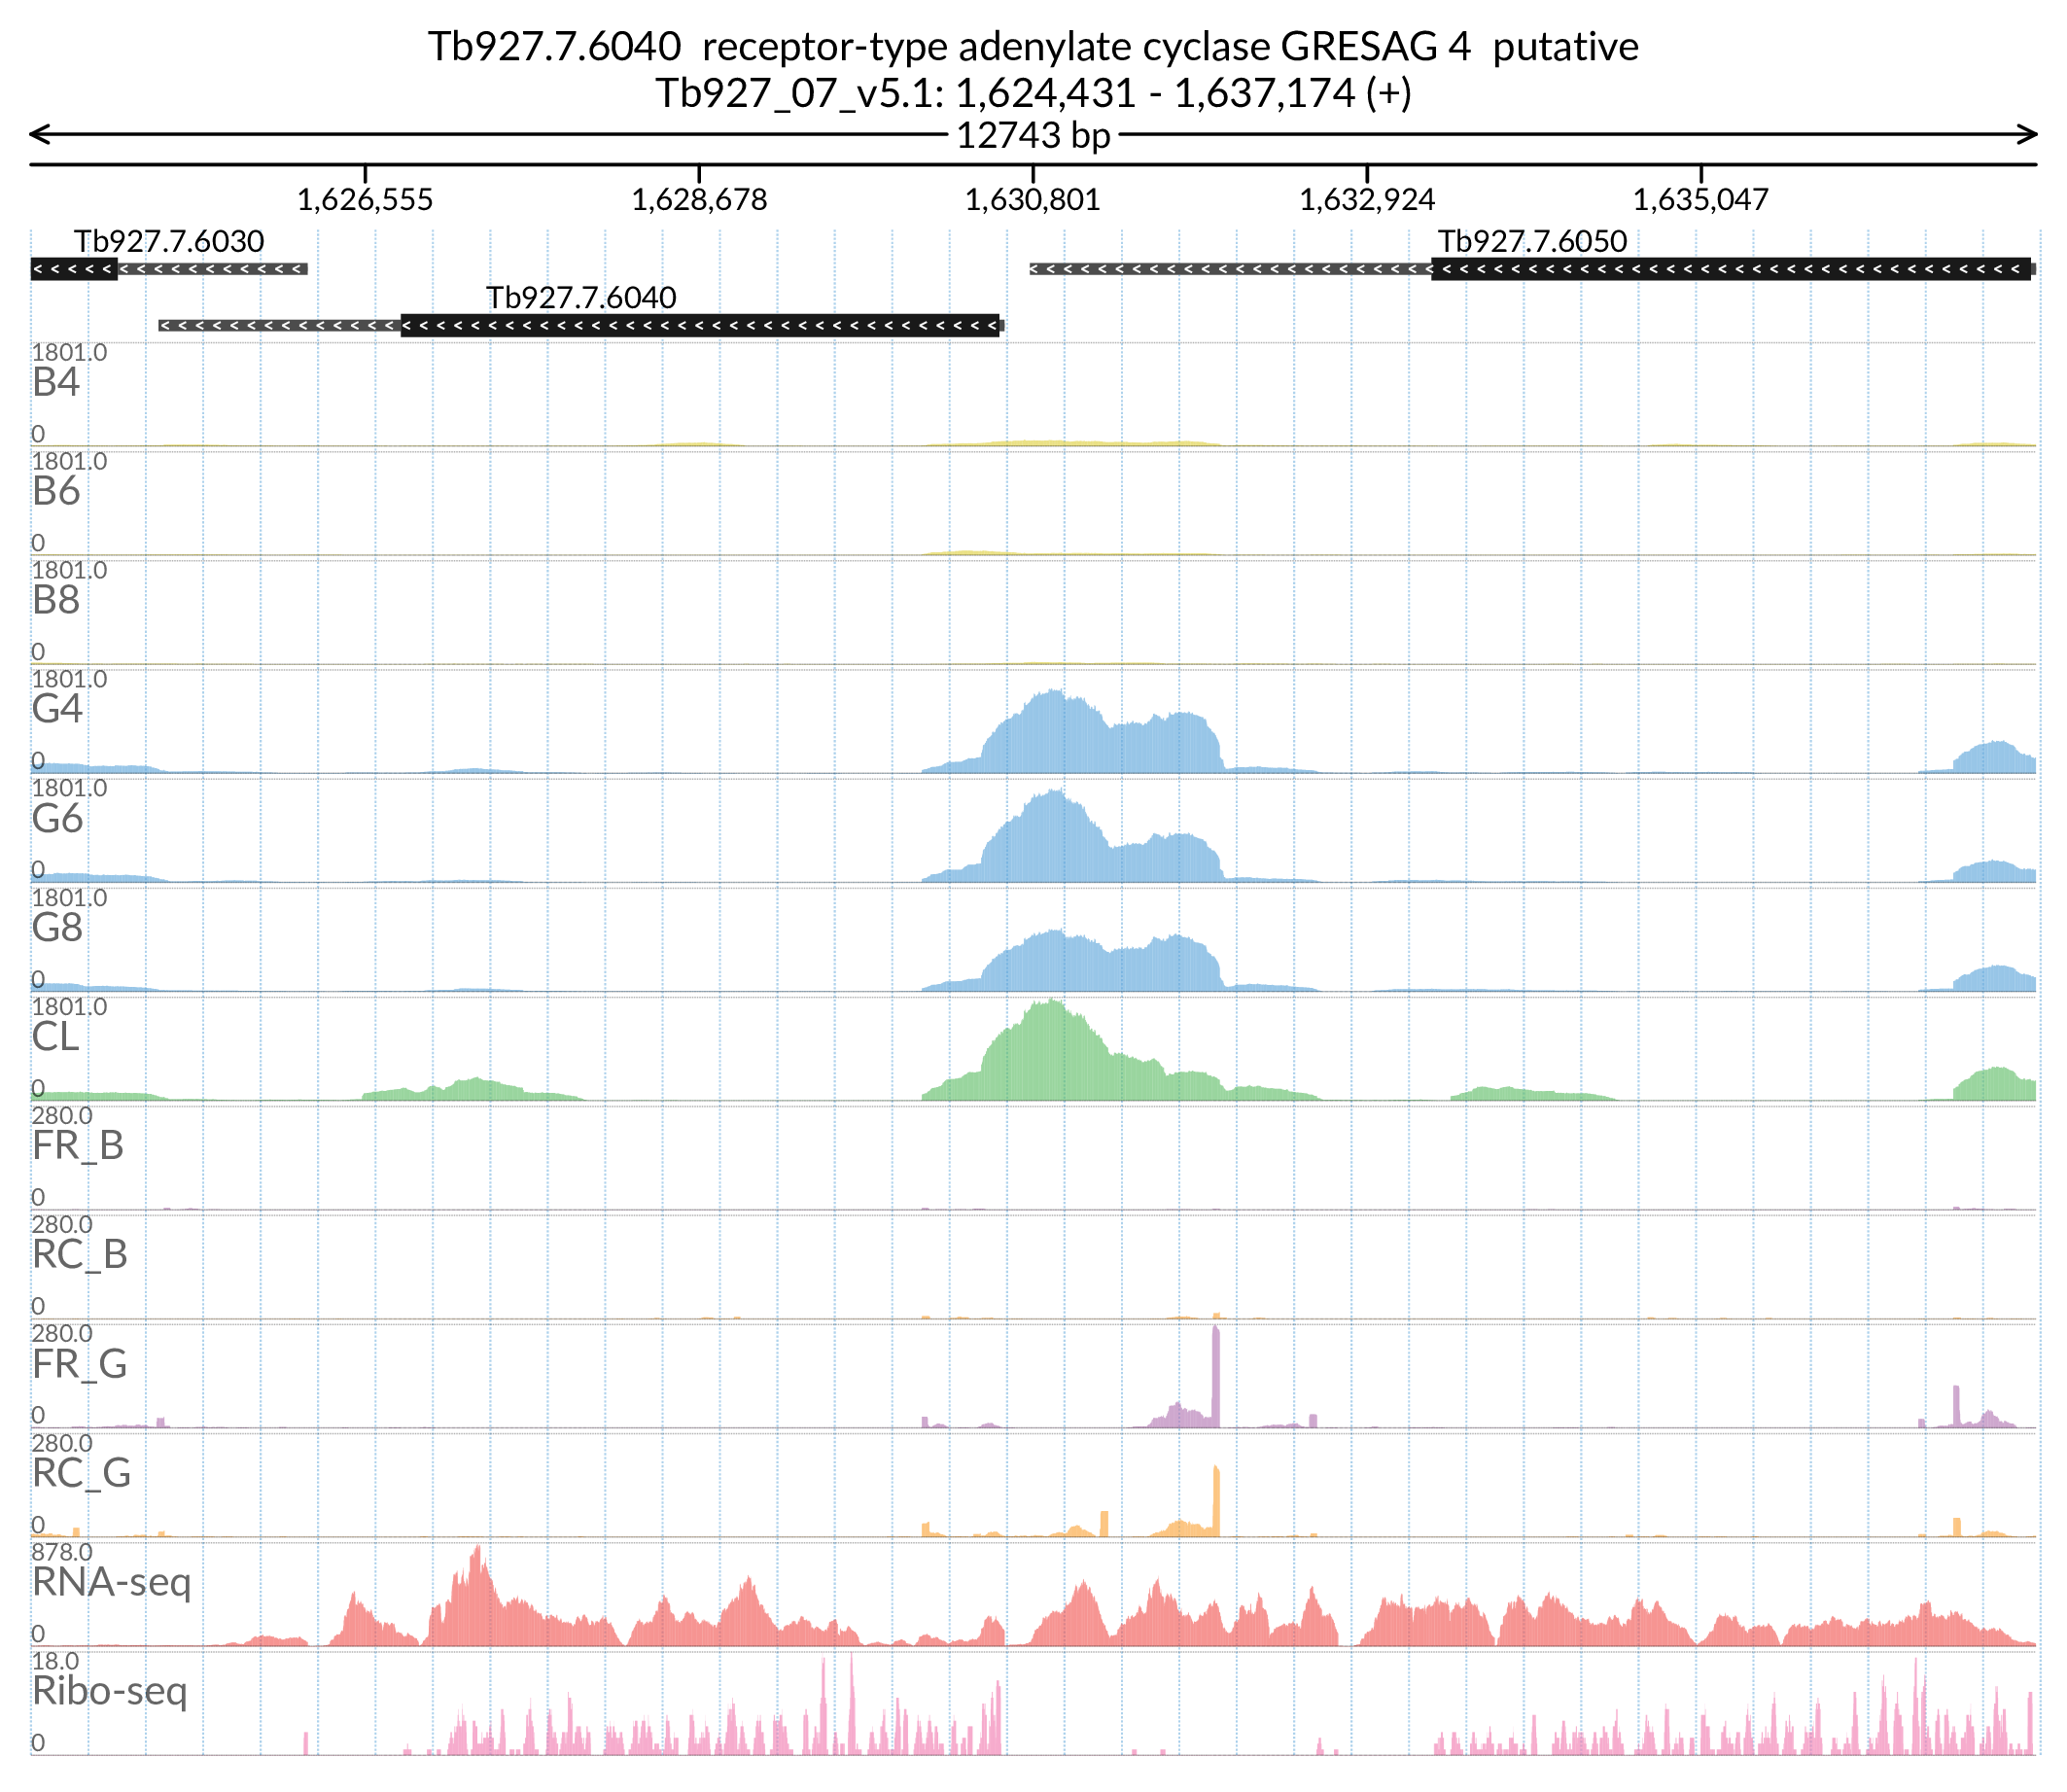 Tb927.7.6040 receptor-type adenylate cyclase GRESAG 4 putative
Tb927_07_v5.1: 1,624,431 - 1,637,174 (+)
12743 bp
1,626,555 1,628,678 1,630,801 1,632,924 1,635,047
Tb927.7.6030 Tb927.7.6050
Tb927.7.6040
1801.0
B4
0
1801.0
B6
0
1801.0
B8
0
1801.0
G4
0
1801.0
G6
0
1801.0
G8
0
1801.0
CL
0
280.0
FR_B
0
280.0
RC_B
0
280.0
FR_G
0
280.0
RC_G
0
878.0
RNA-seq
0
18.0
Ribo-seq
0